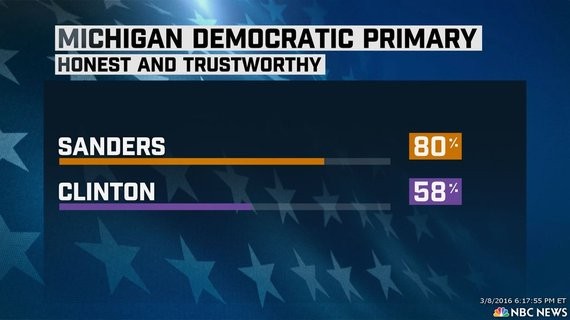 MICHIGAN DEMOCRATIC PRIMARY
HONEST AND TRUSTWORTHY
SANDERS 80%
CLINTON 58%
3/8/2016 6:17:55 PM ET
NBC NEWS